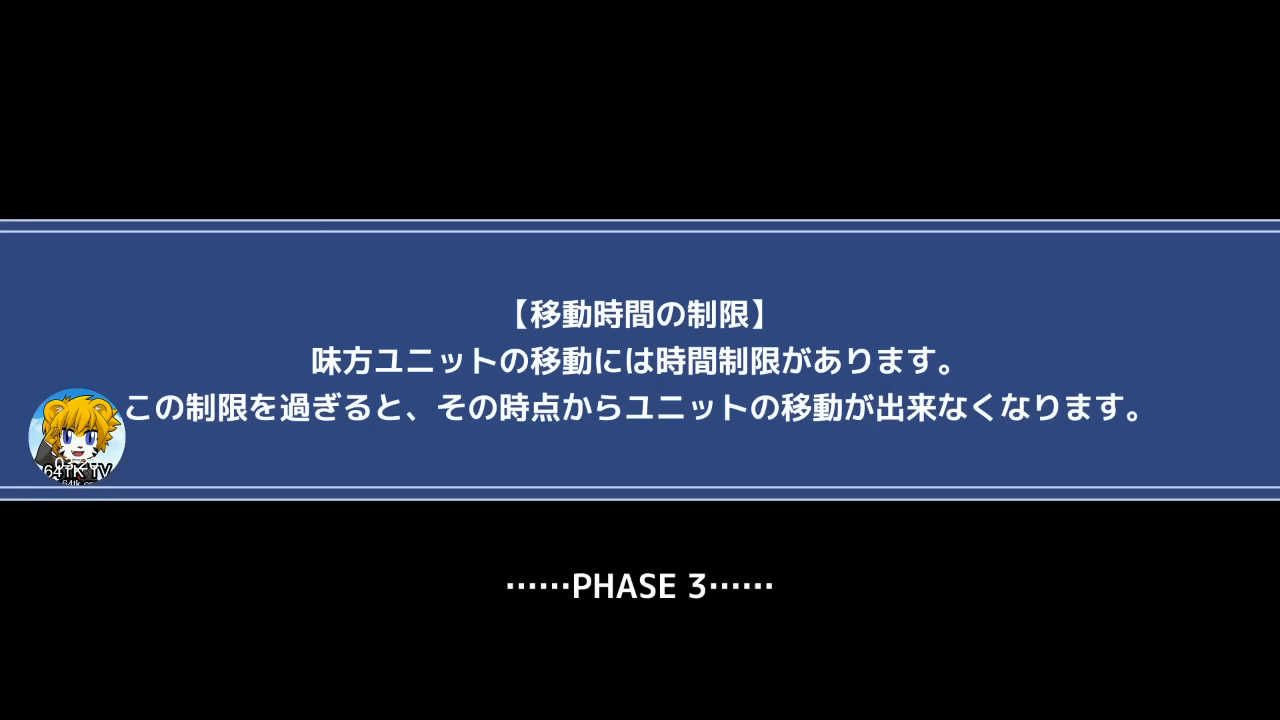 【移動時間の制限】
味方ユニットの移動には時間制限があります。
この制限を過ぎると、その時点からユニットの移動が出来なくなります。
64TK TV
……PHASE 3……